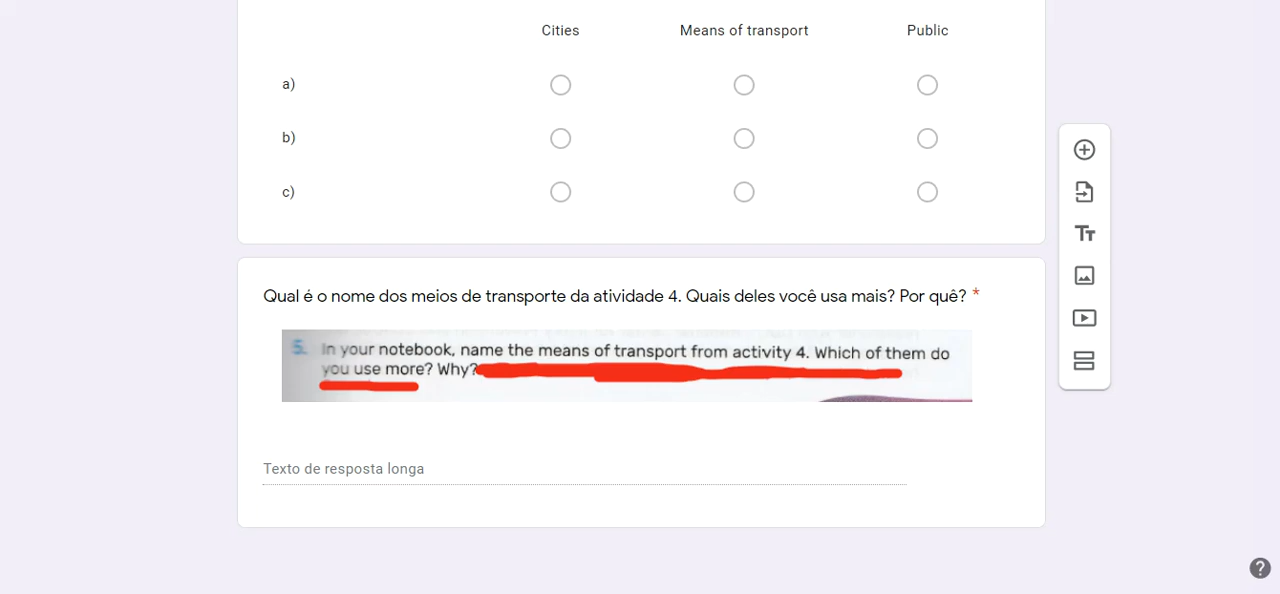 Cities Means of transport Public
a)
b)
c)
Qual é o nome dos meios de transporte da atividade 4. Quais deles você usa mais? Por quê? *
5. In your notebook, name the means of transport from activity 4. Which of them do
you use more? Why?
Texto de resposta longa